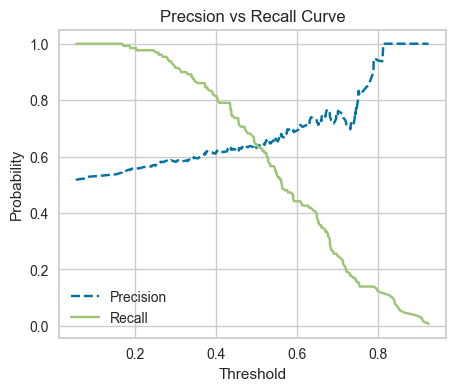 Precsion vs Recall Curve
1.0
0.8
0.6
0.4
0.2
0.0
Probability
Precision
Recall
0.2 0.4 0.6 0.8
Threshold